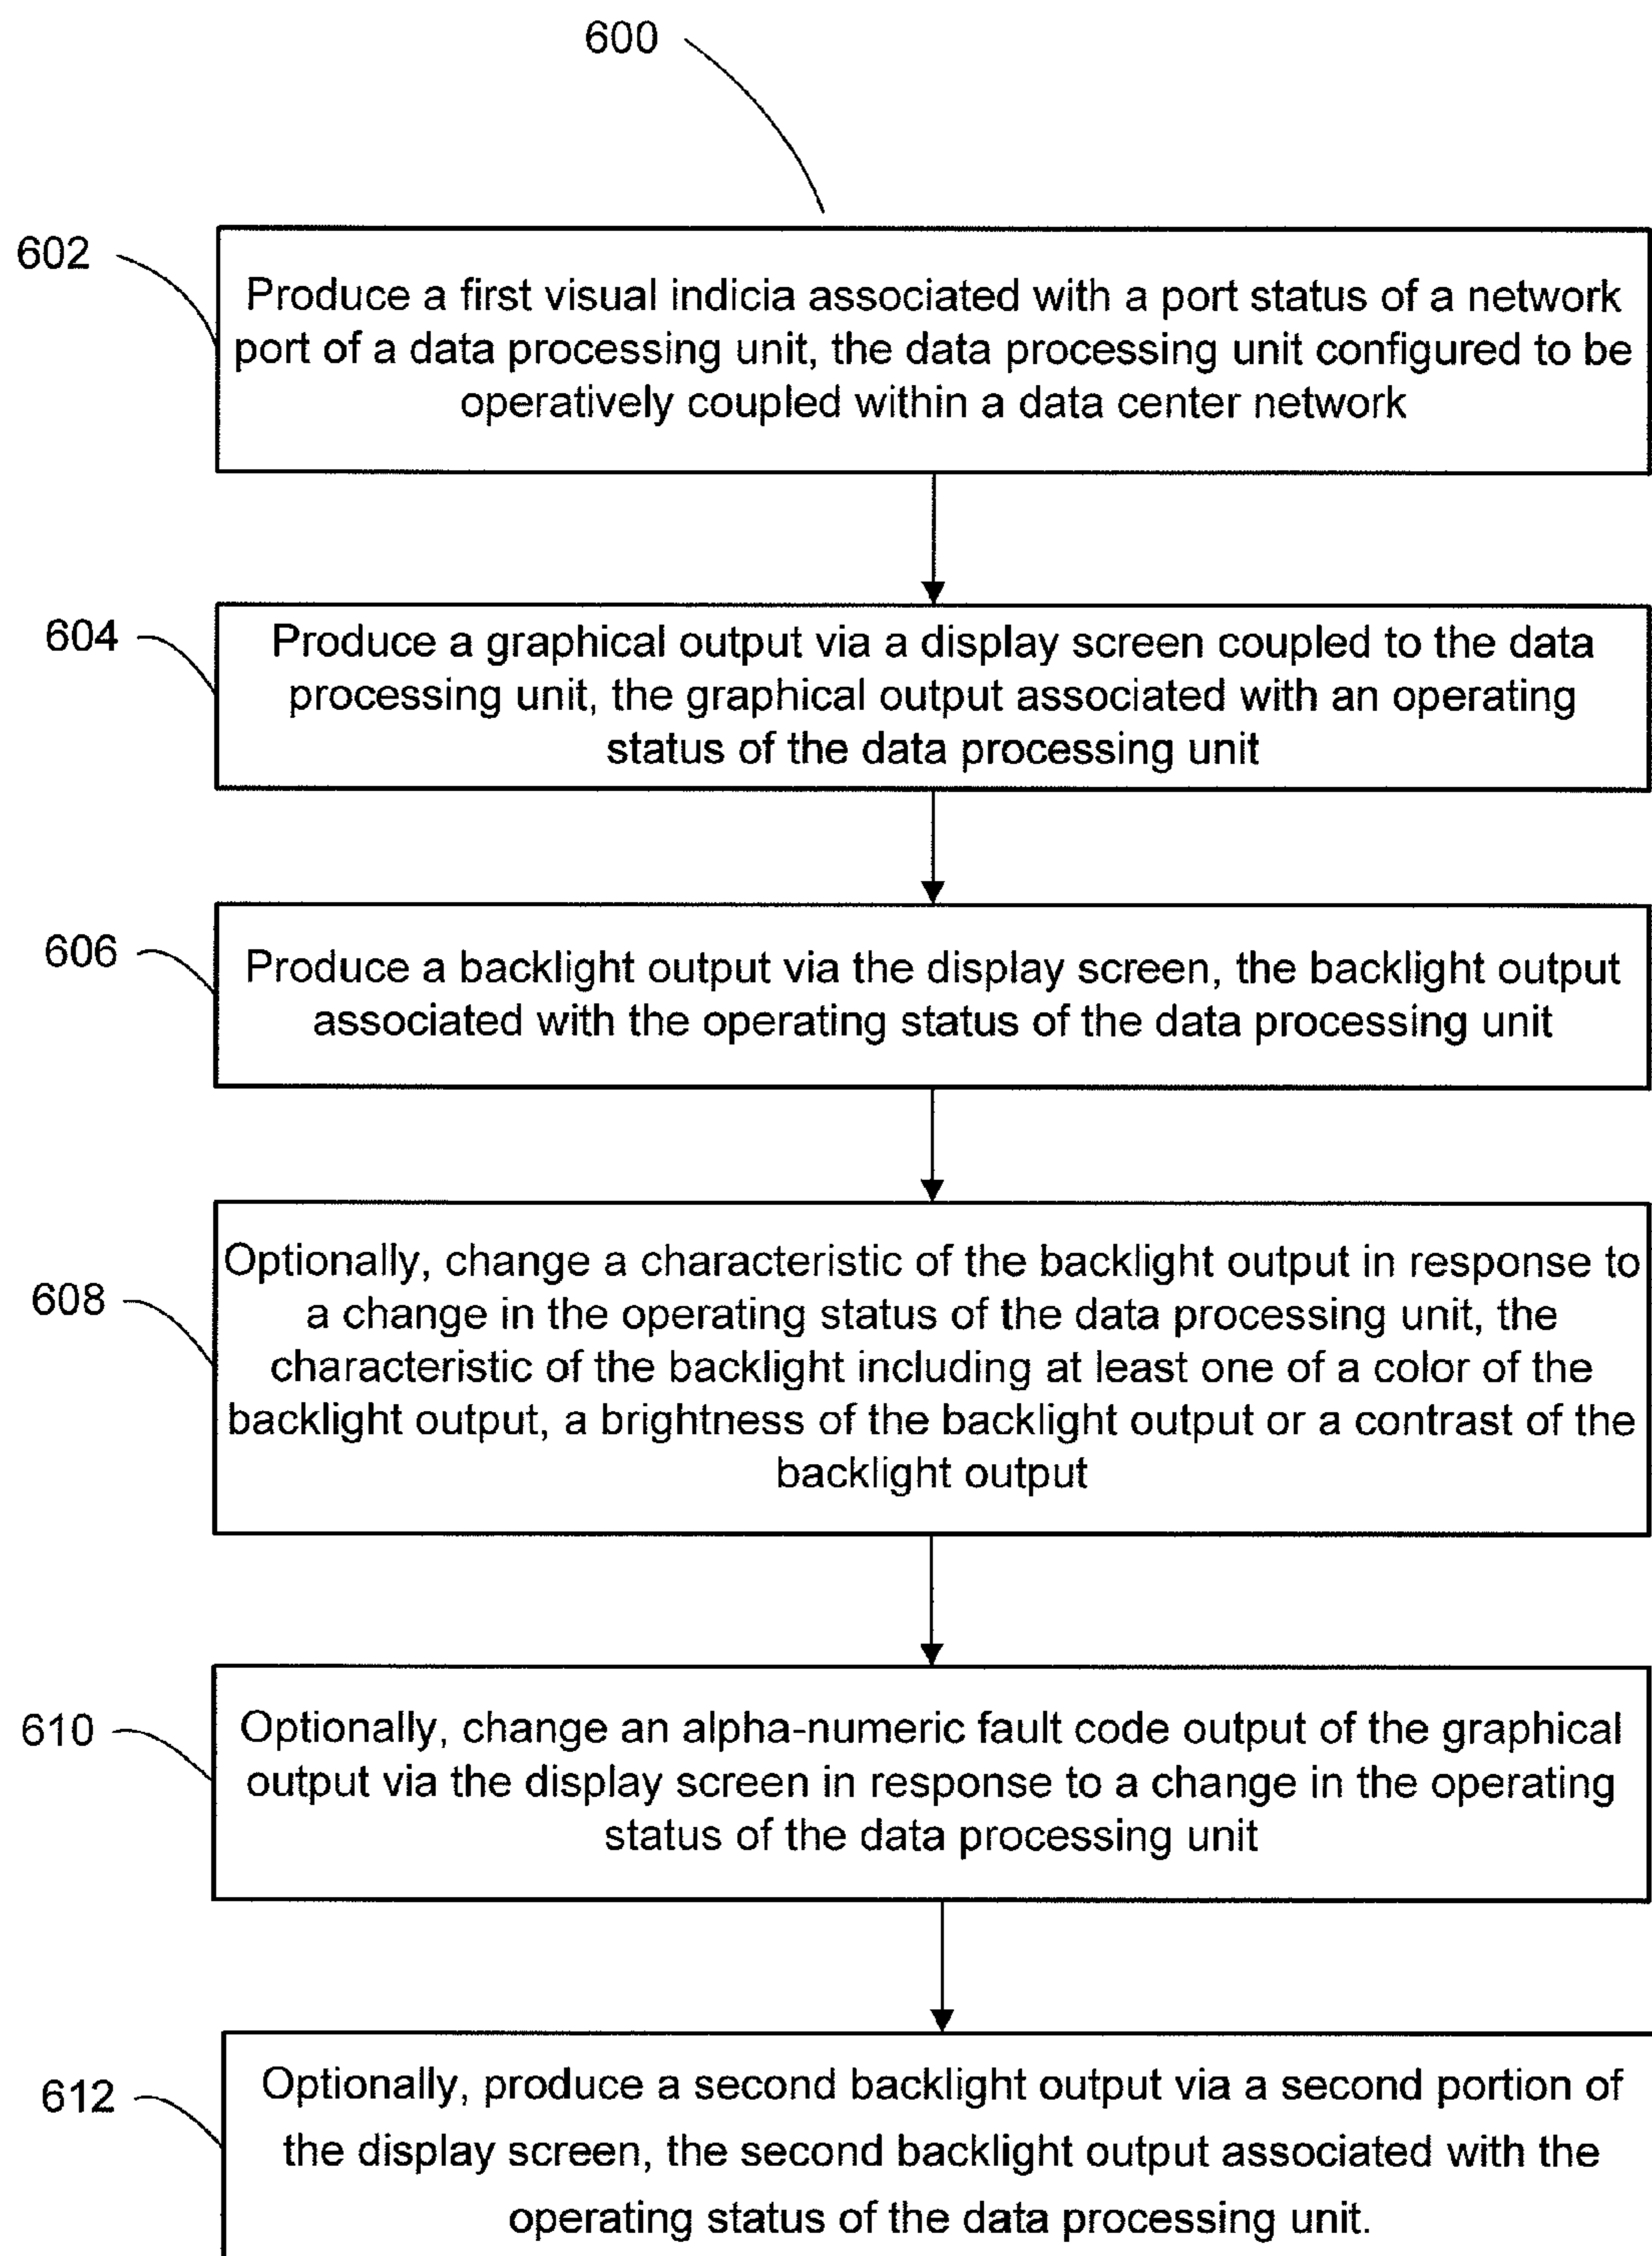 600
602
Produce a first visual indicia associated with a port status of a network
port of a data processing unit, the data processing unit configured to be
operatively coupled within a data center network
604
Produce a graphical output via a display screen coupled to the data
processing unit, the graphical output associated with an operating
status of the data processing unit
606
Produce a backlight output via the display screen, the backlight output
associated with the operating status of the data processing unit
608
Optionally, change a characteristic of the backlight output in response to
a change in the operating status of the data processing unit, the
characteristic of the backlight including at least one of a color of the
backlight output, a brightness of the backlight output or a contrast of the
backlight output
610
Optionally, change an alpha-numeric fault code output of the graphical
output via the display screen in response to a change in the operating
status of the data processing unit
612
Optionally, produce a second backlight output via a second portion of
the display screen, the second backlight output associated with the
operating status of the data processing unit.